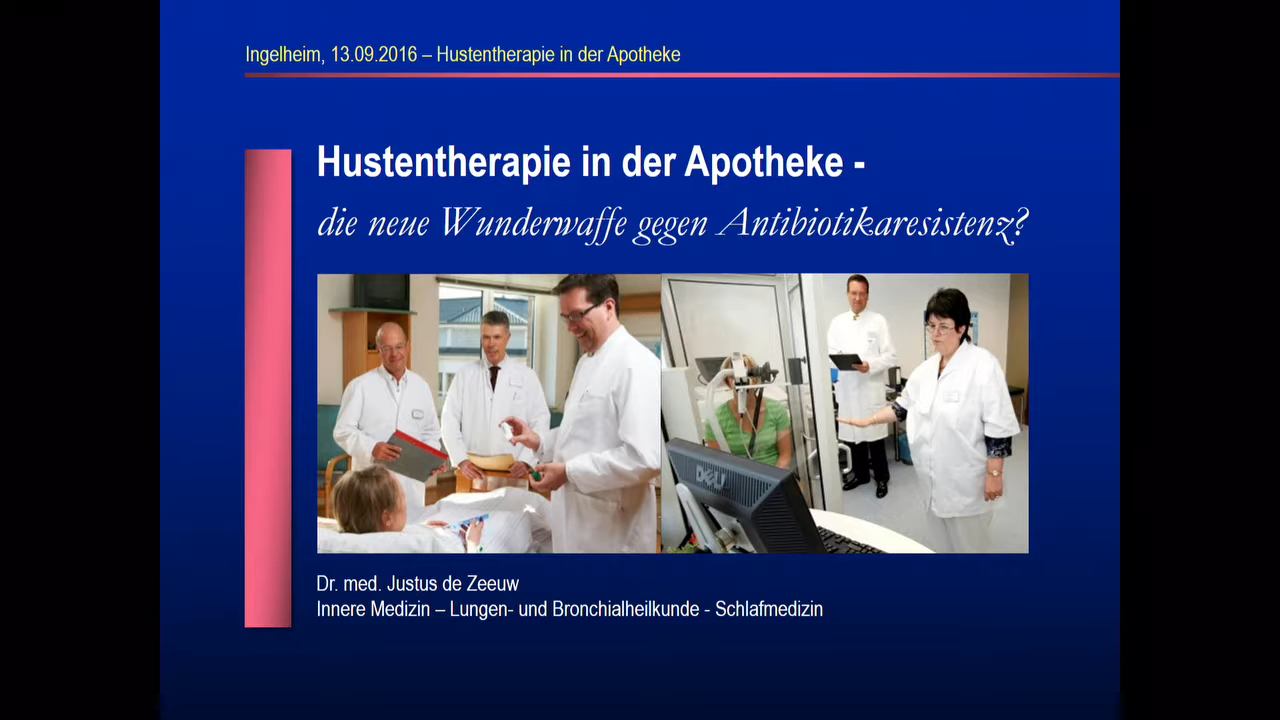 Ingelheim, 13.09.2016 – Hustentherapie in der Apotheke
Hustentherapie in der Apotheke -
die neue Wunderwaffe gegen Antibiotikaresistenz?
DELL
Dr. med. Justus de Zeeuw
Innere Medizin – Lungen- und Bronchialheilkunde - Schlafmedizin